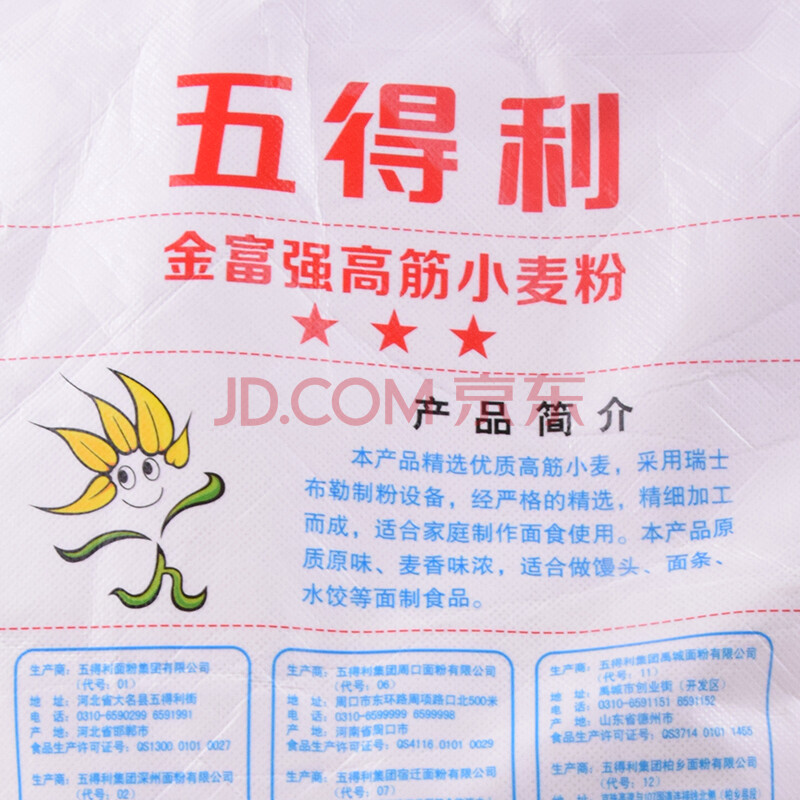 五得利
金富强高筋小麦粉
JD.COM 京东
产品简介
本产品精选优质高筋小麦，采用瑞士
布勒制粉设备，经严格的精选，精细加工
而成，适合家庭制作面食使用。本产品原
质原味、麦香味浓，适合做馒头、面条、
水饺等面制食品。
生产商：五得利面粉集团有限公司
（代号：01）
地 址：河北省大名县五得利街
电 话：0310-6590299 6591991
产 地：河北省邯郸市
食品生产许可证号：QS1300 0101 0027
生产商：五得利集团深州面粉有限公司
（代号：02）
生产商：五得利集团周口面粉有限公司
（代号：06）
地 址：周口市东环路周项路口北500米
电 话：0310-6599999 6599998
产 地：河南省周口市
食品生产许可证号：QS4116 0101 0029
生产商：五得利集团宿迁面粉有限公司
（代号：07）
生产商：五得利集团禹城面粉有限公司
（代号：11）
地 址：禹城市创业街（开发区）
电 话：0310-6591151 6591152
产 地：山东省德州市
食品生产许可证号：QS3714 0101 1455
生产商：五得利集团柏乡面粉有限公司
（代号：12）